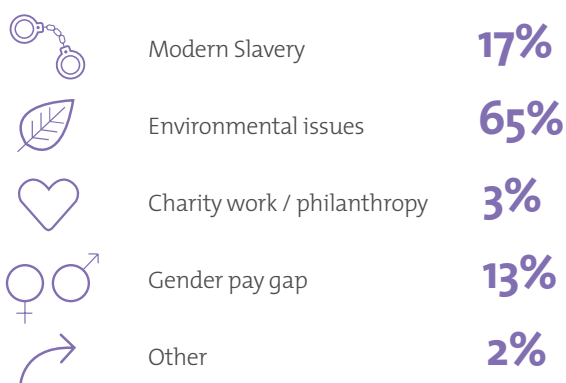 Modern Slavery 17%
Environmental issues 65%
Charity work / philanthropy 3%
Gender pay gap 13%
Other 2%